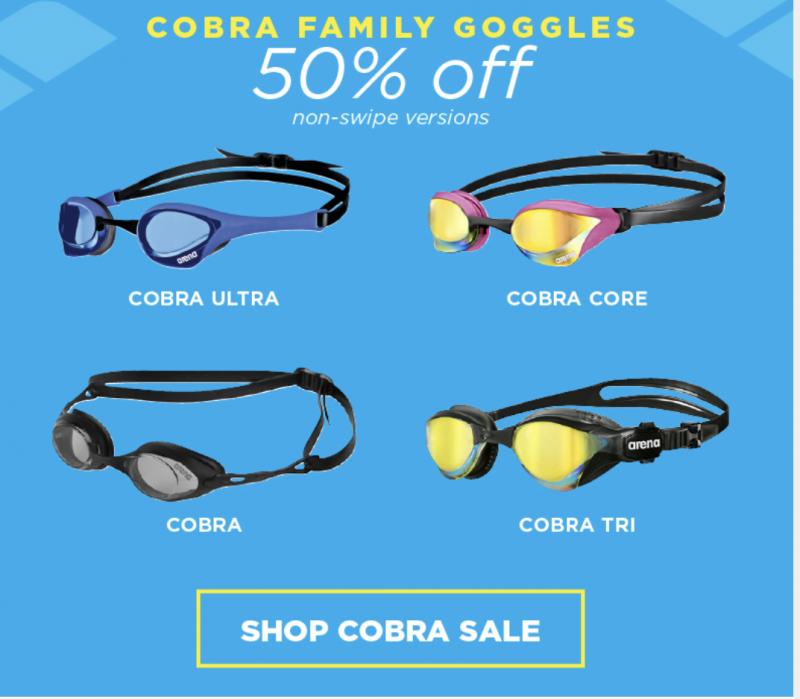 COBRA FAMILY GOGGLES
50% off
non-swipe versions
arena
arena
COBRA ULTRA
COBRA CORE
arena
arena
COBRA
COBRA TRI
SHOP COBRA SALE